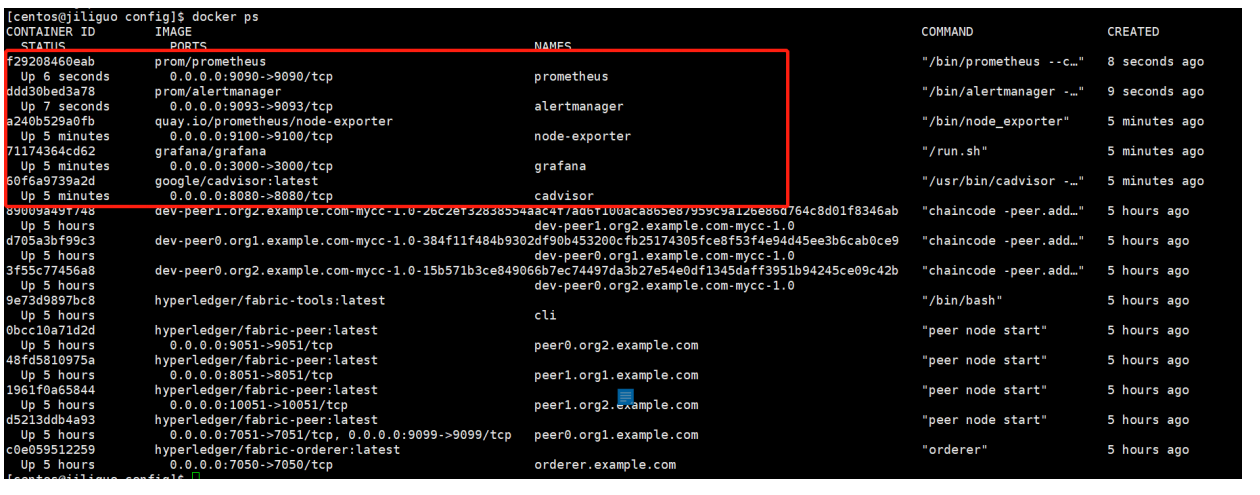 [centos@jiliguo config]$ docker ps
CONTAINER ID IMAGE COMMAND CREATED
STATUS PORTS NAMES
f29208460eab prom/prometheus "/bin/prometheus --c…" 8 seconds ago
Up 6 seconds 0.0.0.0:9090->9090/tcp prometheus
ddd30bed3a78 prom/alertmanager "/bin/alertmanager -…" 9 seconds ago
Up 7 seconds 0.0.0.0:9093->9093/tcp alertmanager
a240b529a0fb quay.io/prometheus/node-exporter "/bin/node_exporter" 5 minutes ago
Up 5 minutes 0.0.0.0:9100->9100/tcp node-exporter
71174364cd62 grafana/grafana "/run.sh" 5 minutes ago
Up 5 minutes 0.0.0.0:3000->3000/tcp grafana
60f6a9739a2d google/cadvisor:latest "/usr/bin/cadvisor -…" 5 minutes ago
Up 5 minutes 0.0.0.0:8080->8080/tcp cadvisor
89009a49f748 dev-peer1.org2.example.com-mycc-1.0-26c2ef32838554aac4f7ad6f100aca865e87959c9a126e86d764c8d01f8346ab "chaincode -peer.add…" 5 hours ago
Up 5 hours dev-peer1.org2.example.com-mycc-1.0
d705a3bf99c3 dev-peer0.org1.example.com-mycc-1.0-384f11f484b9302df90b453200cfb25174305fce8f53f4e94d45ee3b6cab0ce9 "chaincode -peer.add…" 5 hours ago
Up 5 hours dev-peer0.org1.example.com-mycc-1.0
3f55c77456a8 dev-peer0.org2.example.com-mycc-1.0-15b571b3ce849066b7ec74497da3b27e54e0df1345daff3951b94245ce09c42b "chaincode -peer.add…" 5 hours ago
Up 5 hours dev-peer0.org2.example.com-mycc-1.0
9e73d9897bc8 hyperledger/fabric-tools:latest "/bin/bash" 5 hours ago
Up 5 hours cli
0bcc10a71d2d hyperledger/fabric-peer:latest "peer node start" 5 hours ago
Up 5 hours 0.0.0.0:9051->9051/tcp peer0.org2.example.com
48fd5810975a hyperledger/fabric-peer:latest "peer node start" 5 hours ago
Up 5 hours 0.0.0.0:8051->8051/tcp peer1.org1.example.com
1961f0a65844 hyperledger/fabric-peer:latest "peer node start" 5 hours ago
Up 5 hours 0.0.0.0:10051->10051/tcp peer1.org2.example.com
d5213ddb4a93 hyperledger/fabric-peer:latest "peer node start" 5 hours ago
Up 5 hours 0.0.0.0:7051->7051/tcp, 0.0.0.0:9099->9099/tcp peer0.org1.example.com
c0e059512259 hyperledger/fabric-orderer:latest "orderer" 5 hours ago
Up 5 hours 0.0.0.0:7050->7050/tcp orderer.example.com
[centos@jiliguo config]$